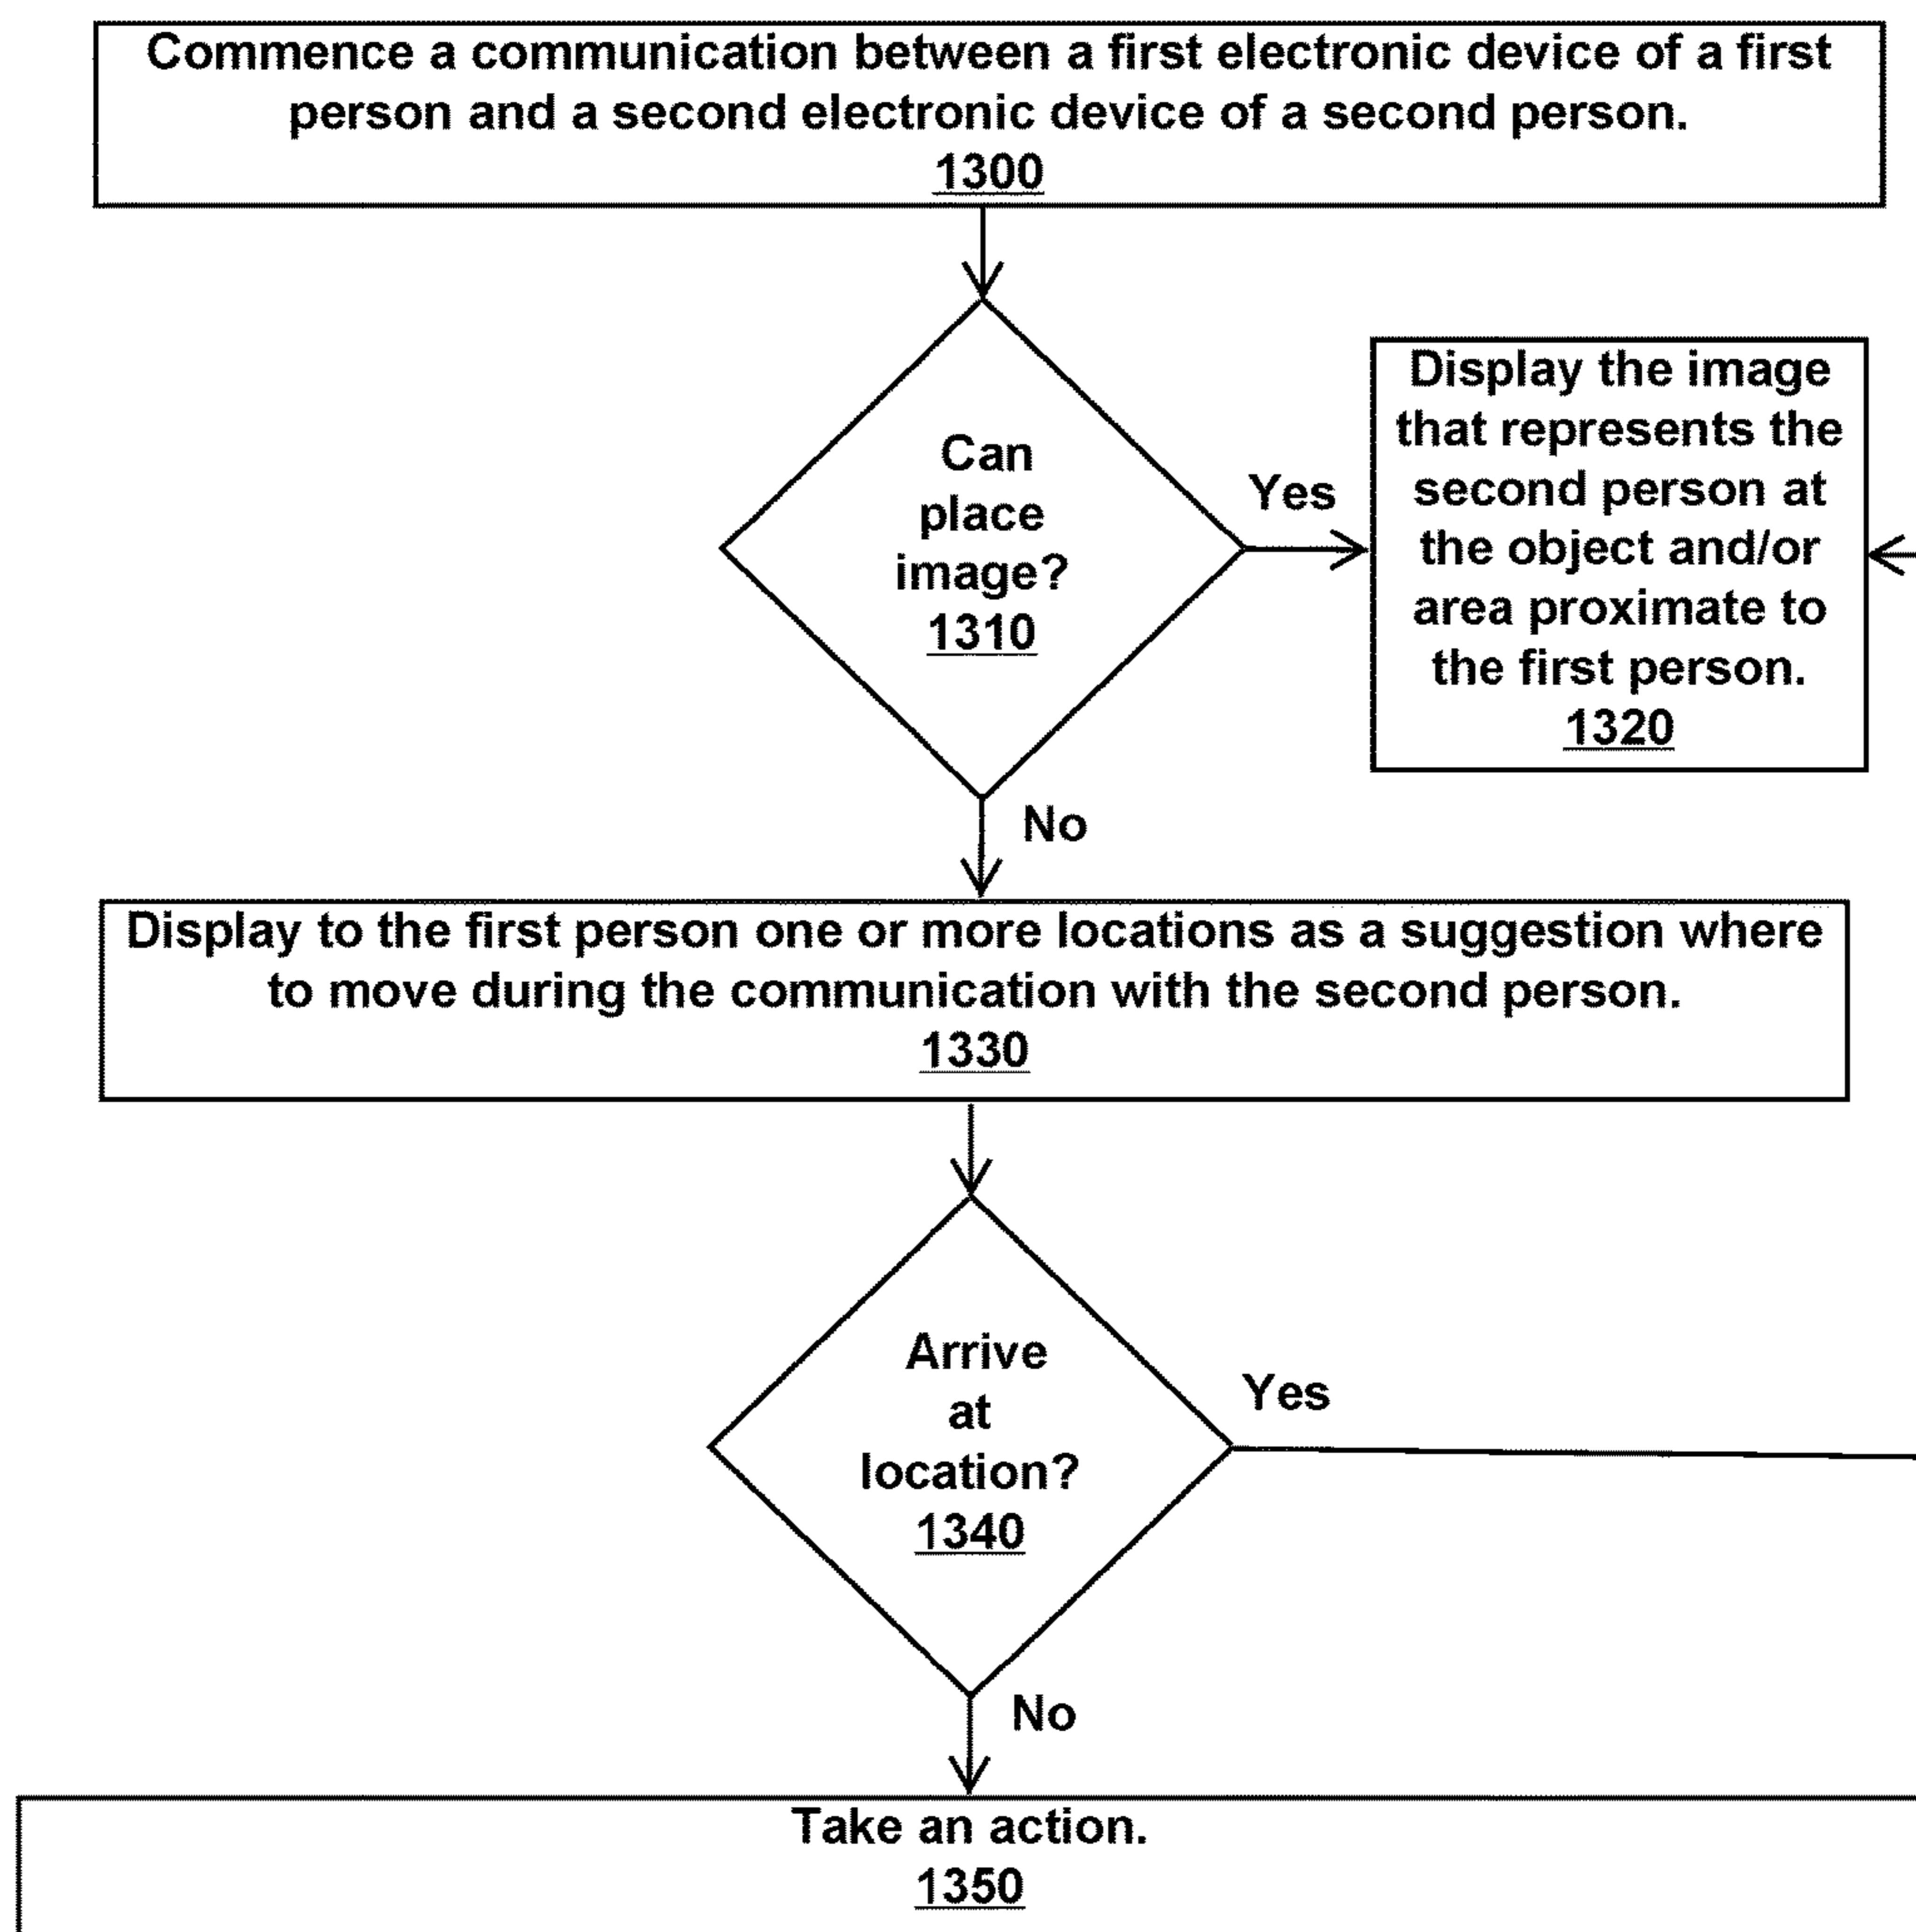 Commence a communication between a first electronic device of a first
person and a second electronic device of a second person.
1300
Can
place
image?
1310
Yes
Display the image
that represents the
second person at
the object and/or
area proximate to
the first person.
1320
No
Display to the first person one or more locations as a suggestion where
to move during the communication with the second person.
1330
Arrive
at
location?
1340
Yes
No
Take an action.
1350